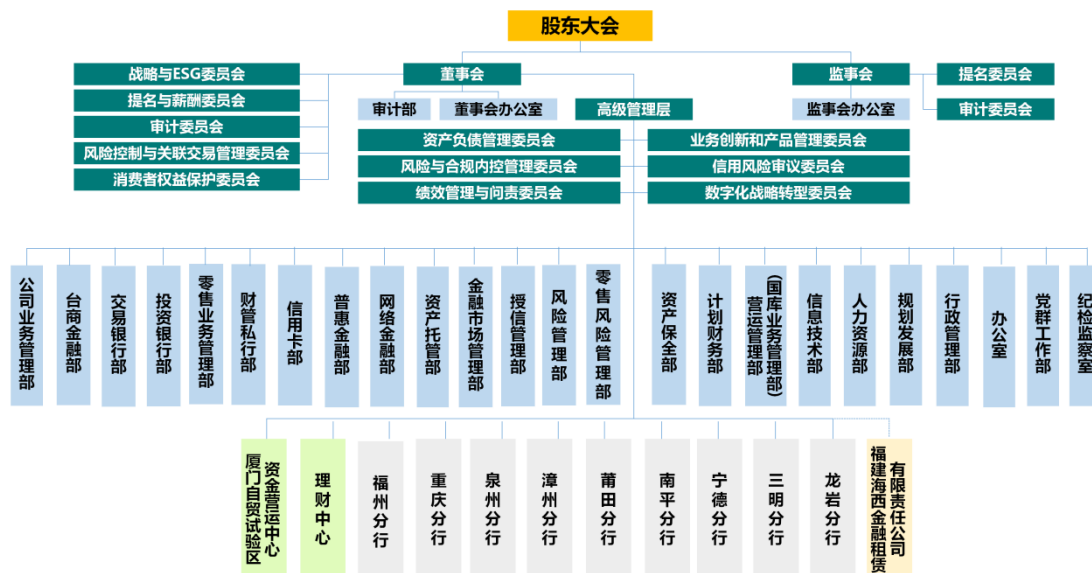 股东大会
战略与ESG委员会
董事会
监事会
提名委员会
提名与薪酬委员会
审计部
董事会办公室
高级管理层
监事会办公室
审计委员会
审计委员会
资产负债管理委员会
业务创新和产品管理委员会
风险控制与关联交易管理委员会
风险与合规内控管理委员会
信用风险审议委员会
消费者权益保护委员会
绩效管理与问责委员会
数字化战略转型委员会
公司业务管理部
台商金融部
交易银行部
投资银行部
零售业务管理部
财管私行部
信用卡部
普惠金融部
网络金融部
资产托管部
金融市场管理部
授信管理部
风险管理部
零售风险管理部
资产保全部
计划财务部
(国库业务管理部)
营运管理部
信息技术部
人力资源部
规划发展部
行政管理部
办公室
党群工作部
纪检监察室
资金营运中心
厦门自贸试验区
理财中心
福州分行
重庆分行
泉州分行
漳州分行
莆田分行
南平分行
宁德分行
三明分行
龙岩分行
有限责任公司
福建海西金融租赁